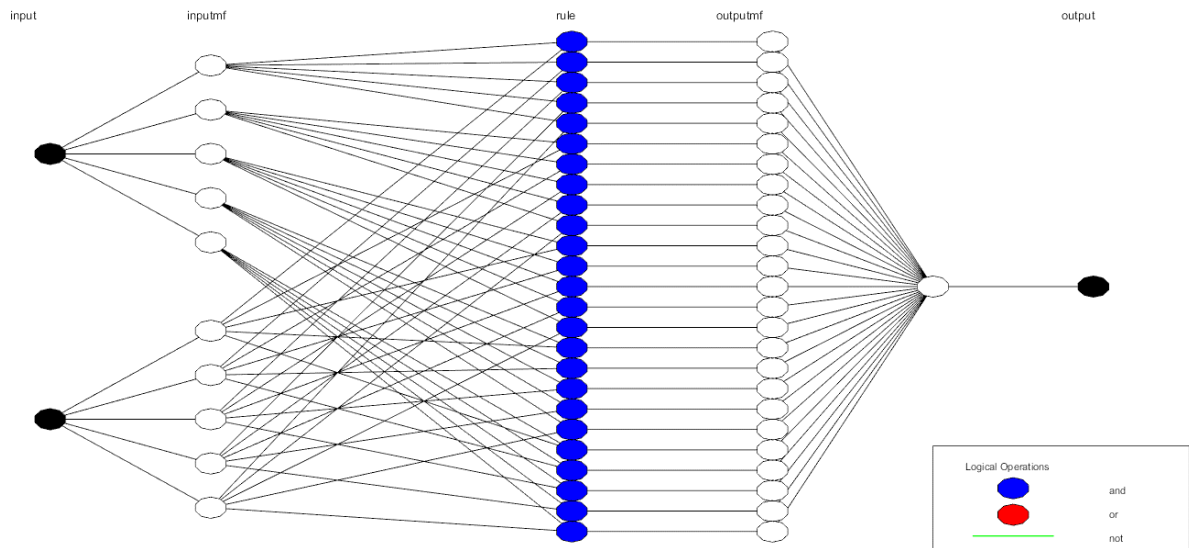 input inputmf rule outputmf output
Logical Operations
and
or
not